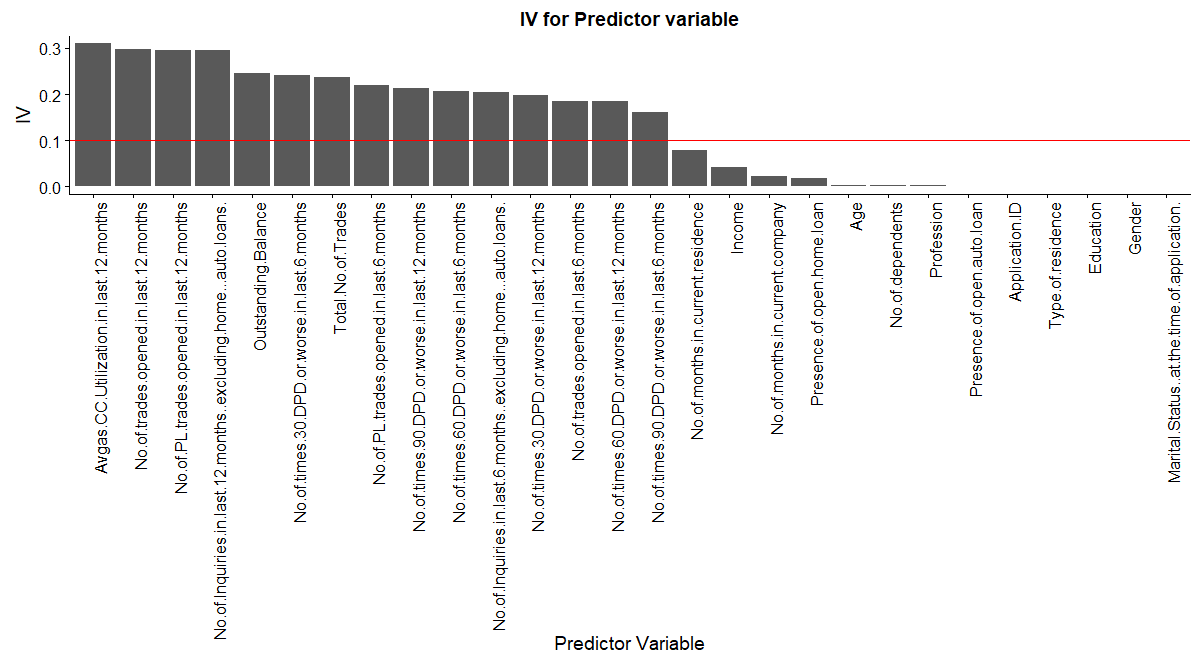 IV for Predictor variable
IV
0.3
0.2
0.1
0.0
Avgas.CC.Utilization.in.last.12.months
No.of.trades.opened.in.last.12.months
No.of.PL.trades.opened.in.last.12.months
No.of.Inquiries.in.last.12.months..excluding.home...auto.loans.
Outstanding.Balance
No.of.times.30.DPD.or.worse.in.last.6.months
Total.No.of.Trades
No.of.PL.trades.opened.in.last.6.months
No.of.times.90.DPD.or.worse.in.last.12.months
No.of.times.60.DPD.or.worse.in.last.6.months
No.of.Inquiries.in.last.6.months..excluding.home...auto.loans.
No.of.times.30.DPD.or.worse.in.last.12.months
No.of.trades.opened.in.last.6.months
No.of.times.60.DPD.or.worse.in.last.12.months
No.of.times.90.DPD.or.worse.in.last.6.months
No.of.months.in.current.residence
Income
No.of.months.in.current.company
Presence.of.open.home.loan
Age
No.of.dependents
Profession
Presence.of.open.auto.loan
Application.ID
Type.of.residence
Education
Gender
Marital.Status..at.the.time.of.application.
Predictor Variable